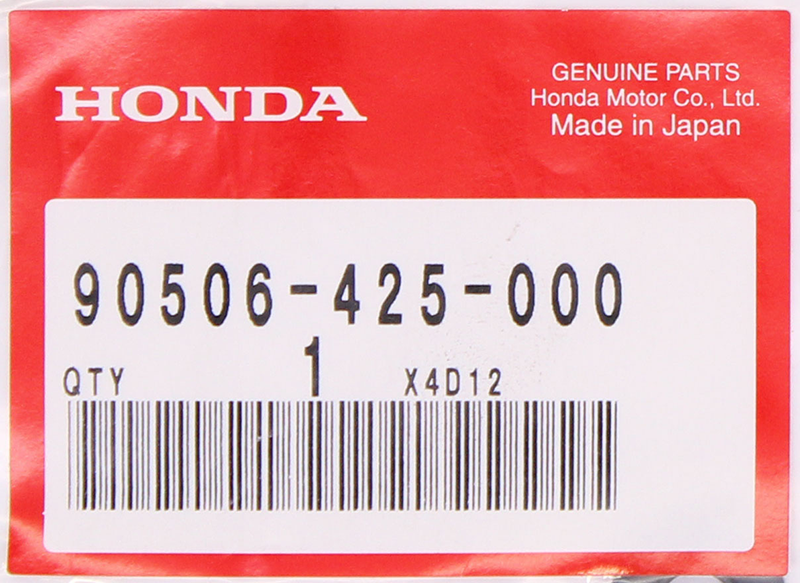 HONDA
GENUINE PARTS
Honda Motor Co., Ltd.
Made in Japan
90506-425-000
QTY 1 X4D12